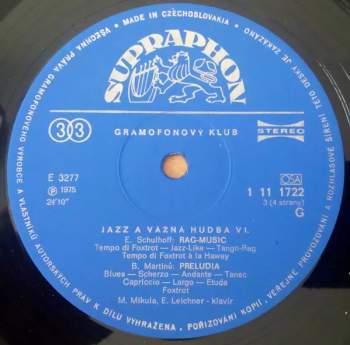 MADE IN CZECHOSLOVAKIA
VŠECHNA PRÁVA GRAMOFONOVÉHO VÝROBCE A VLASTNÍKŮ AUTORSKÝCH PRÁV K DÍLU VYHRAŽENA. POŘIZOVÁNÍ KOPIÍ, VEŘEJNÉ PROVOZOVÁNÍ A ROZHLASOVÉ ŠÍŘENÍ TÉTO DESKY JE ZAKÁZÁNO
SUPRAPHON
33
GRAMOFONOVÝ KLUB
STEREO
E 3277
Ⓟ 1975
24'10"
OSA
1 11 1722
3 (4 strany)
G
JAZZ A VÁŽNÁ HUDBA VI.
E. Schulhoff: RAG-MUSIC
Tempo di Foxtrot — Jazz-Like — Tango-Rag
Tempo di Foxtrot à la Haway
B. Martinů: PRELUDIA
Blues — Scherzo — Andante — Tanec
Capriccio — Largo — Etuda
Foxtrot
M. Mikula, E. Leichner - klavír